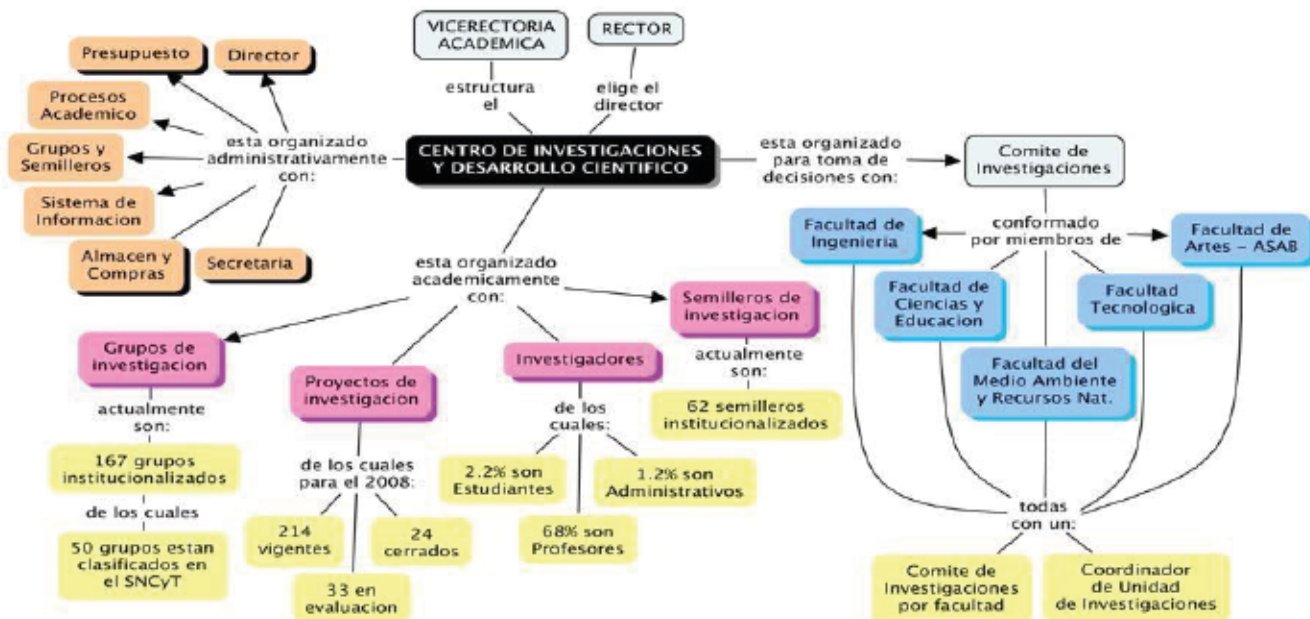 VICERECTORIA
ACADEMICA
RECTOR
estructura
el
elige el
director
CENTRO DE INVESTIGACIONES
Y DESARROLLO CIENTIFICO
esta organizado
administrativamente
con:
Presupuesto
Director
Procesos
Academico
Grupos y
Semilleros
Sistema de
Informacion
Almacen y
Compras
Secretaria
esta organizado
para toma de
decisiones con:
Comite de
Investigaciones
conformado
por miembros de
Facultad de
Ingenieria
Facultad de
Ciencias y
Educacion
Facultad del
Medio Ambiente
y Recursos Nat.
Facultad
Tecnologica
Facultad de
Artes - ASAB
todas
con un:
Comite de
Investigaciones
por facultad
Coordinador
de Unidad
de Investigaciones
esta organizado
academicamente
con:
Grupos de
investigacion
actualmente
son:
167 grupos
institucionalizados
de los cuales
50 grupos estan
clasificados en
el SNCyT
Proyectos de
investigacion
de los cuales
para el 2008:
214
vigentes
33 en
evaluacion
24
cerrados
Investigadores
de los
cuales:
2.2% son
Estudiantes
68% son
Profesores
1.2% son
Administrativos
Semilleros de
investigacion
actualmente
son:
62 semilleros
institucionalizados